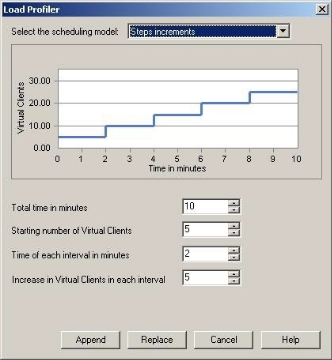 Load Profiler
Select the scheduling model: Steps increments
30.00
20.00
10.00
0.00
Virtual Clients
0 1 2 3 4 5 6 7 8 9 10
Time in minutes
Total time in minutes 10
Starting number of Virtual Clients 5
Time of each interval in minutes 2
Increase in Virtual Clients in each interval 5
Append Replace Cancel Help